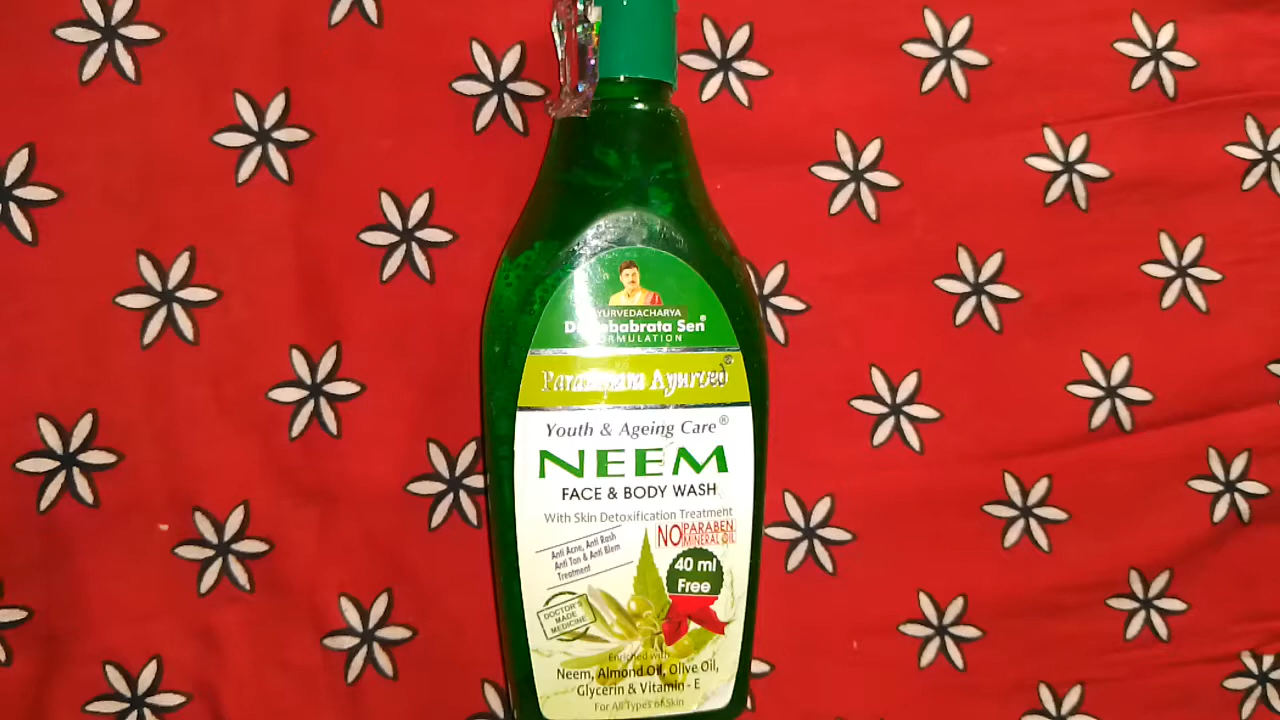 AYURVEDACHARYA
Sen®
FORMULATION
Ayurved®
Youth & Ageing Care®
NEEM
FACE & BODY WASH
With Skin Detoxification Treatment
Anti Acne, Anti Rash
Anti Tan & Anti Blem
Treatment
NO PARABEN
MINERAL OIL
40 ml
Free
DOCTOR'S
MADE
MEDICINE
Enriched with
Neem, Almond Oil, Olive Oil,
Glycerin & Vitamin - E
For All Types of Skin